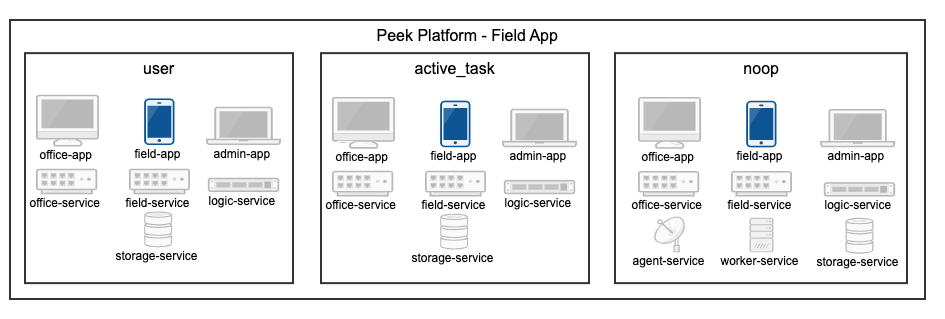 Peek Platform - Field App
user
office-app
field-app
admin-app
office-service
field-service
logic-service
storage-service
active_task
office-app
field-app
admin-app
office-service
field-service
logic-service
storage-service
noop
office-app
field-app
admin-app
office-service
field-service
logic-service
agent-service
worker-service
storage-service